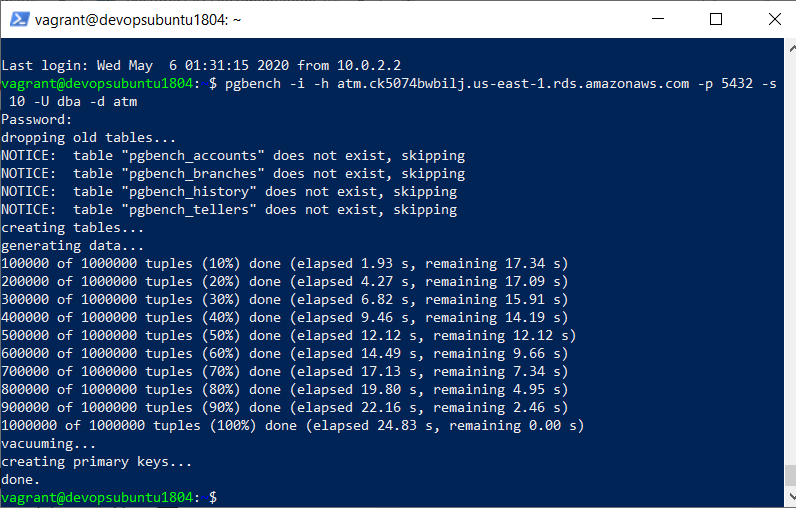 vagrant@devopsubuntu1804: ~
Last login: Wed May  6 01:31:15 2020 from 10.0.2.2
vagrant@devopsubuntu1804: $ pgbench -i -h atm.ck5074bwbilj.us-east-1.rds.amazonaws.com -p 5432 -s
 10 -U dba -d atm
Password:
dropping old tables...
NOTICE:  table "pgbench_accounts" does not exist, skipping
NOTICE:  table "pgbench_branches" does not exist, skipping
NOTICE:  table "pgbench_history" does not exist, skipping
NOTICE:  table "pgbench_tellers" does not exist, skipping
creating tables...
generating data...
100000 of 1000000 tuples (10%) done (elapsed 1.93 s, remaining 17.34 s)
200000 of 1000000 tuples (20%) done (elapsed 4.27 s, remaining 17.09 s)
300000 of 1000000 tuples (30%) done (elapsed 6.82 s, remaining 15.91 s)
400000 of 1000000 tuples (40%) done (elapsed 9.46 s, remaining 14.19 s)
500000 of 1000000 tuples (50%) done (elapsed 12.12 s, remaining 12.12 s)
600000 of 1000000 tuples (60%) done (elapsed 14.49 s, remaining 9.66 s)
700000 of 1000000 tuples (70%) done (elapsed 17.13 s, remaining 7.34 s)
800000 of 1000000 tuples (80%) done (elapsed 19.80 s, remaining 4.95 s)
900000 of 1000000 tuples (90%) done (elapsed 22.16 s, remaining 2.46 s)
1000000 of 1000000 tuples (100%) done (elapsed 24.83 s, remaining 0.00 s)
vacuuming...
creating primary keys...
done.
vagrant@devopsubuntu1804: $